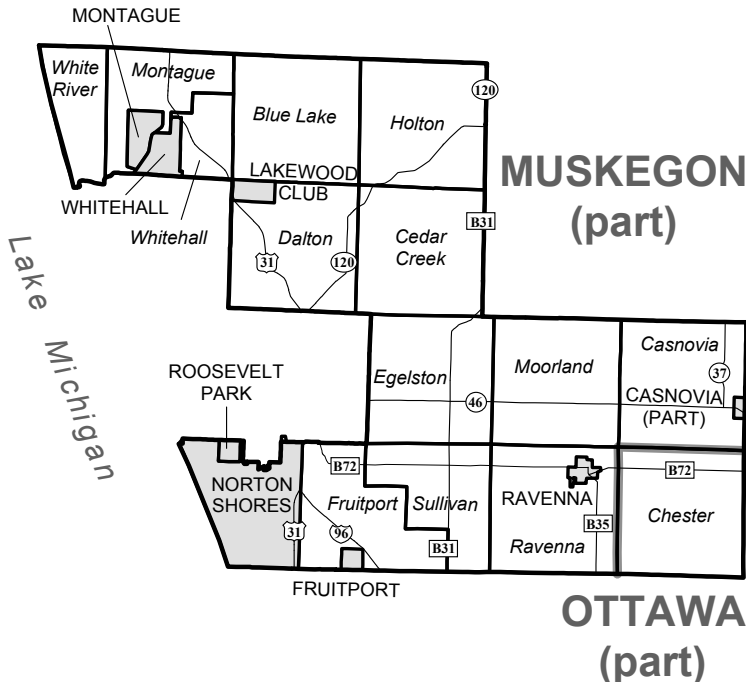 MONTAGUE
White
River
Montague
Blue Lake
Holton
120
LAKEWOOD
CLUB
MUSKEGON
(part)
WHITEHALL
Whitehall
Dalton
Cedar
Creek
B31
31
120
Lake Michigan
ROOSEVELT
PARK
Egelston
Moorland
Casnovia
37
CASNOVIA
(PART)
46
B72
NORTON
SHORES
Fruitport
Sullivan
RAVENNA
B72
Chester
31
96
B31
B35
Ravenna
FRUITPORT
OTTAWA
(part)